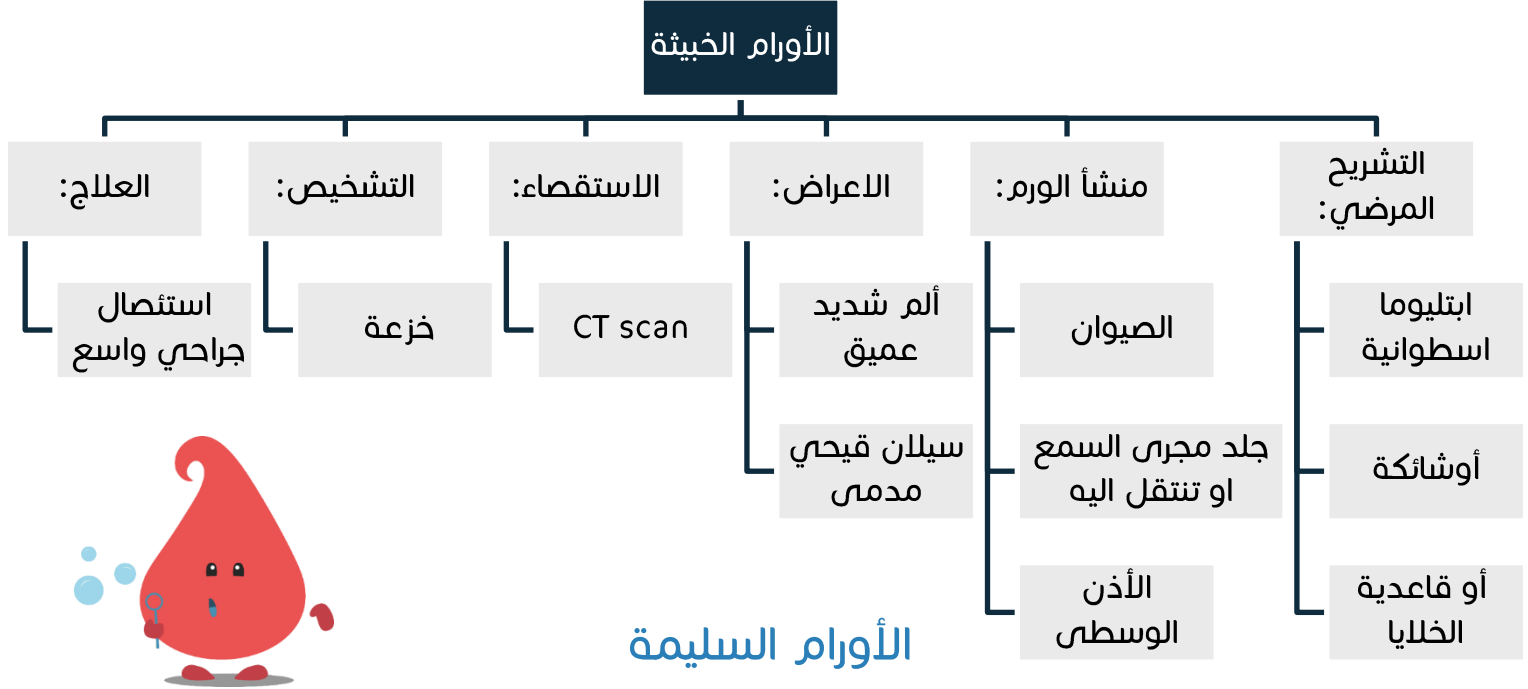 الأورام الخبيثة
التشريح
المرضي:
ابتليوما
اسطوانية
أوشائكة
أو قاعدية
الخلايا
منشأ الورم:
الصيوان
جلد مجرى السمع
او تنتقل اليه
الأذن
الوسطى
الاعراض:
ألم شديد
عميق
سيلان قيحي
مدمى
الاستقصاء:
CT scan
التشخيص:
خزعة
العلاج:
استئصال
جراحي واسع
الأورام السليمة